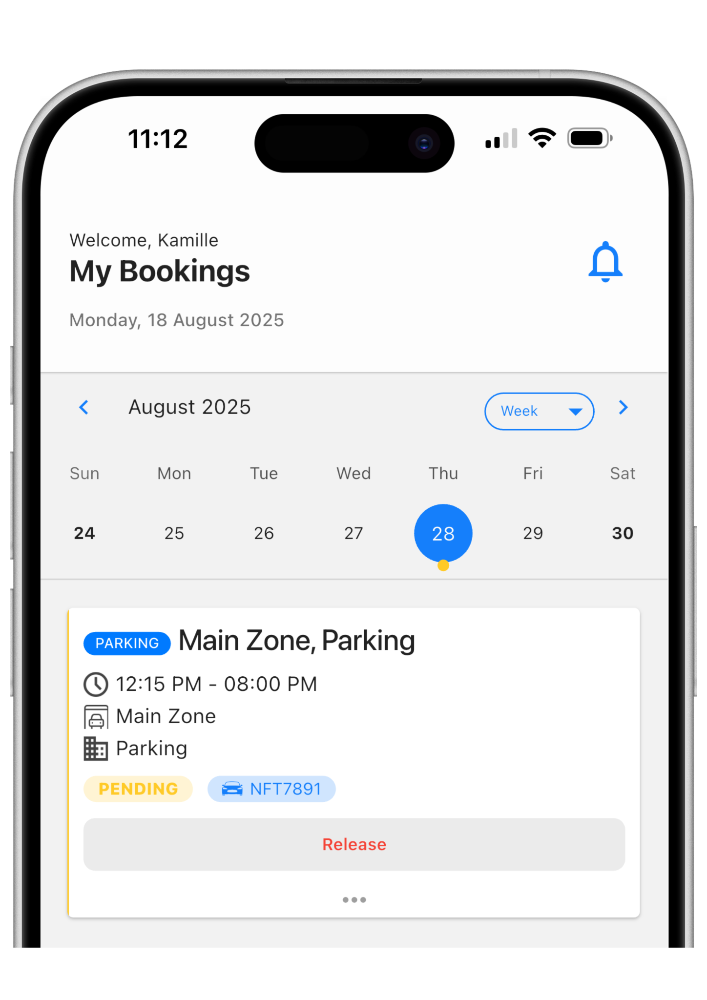 11:12
Welcome, Kamille
My Bookings
Monday, 18 August 2025
August 2025 Week
Sun Mon Tue Wed Thu Fri Sat
24 25 26 27 28 29 30
PARKING Main Zone, Parking
12:15 PM - 08:00 PM
Main Zone
Parking
PENDING NFT7891
Release